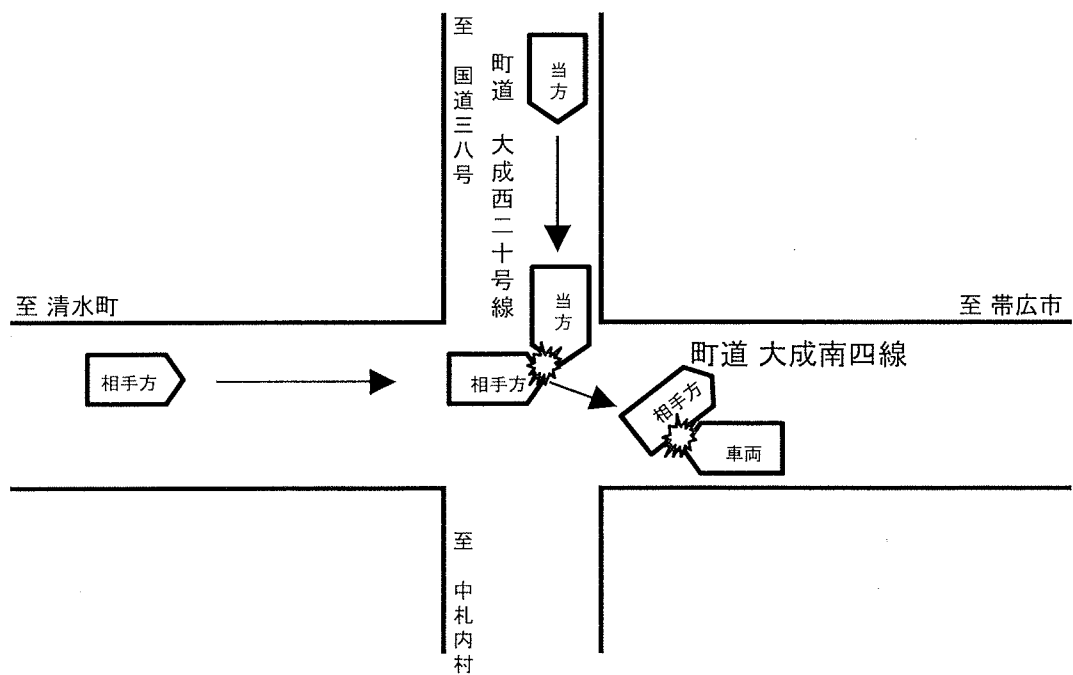 至 国道三八号
町道 大成西二十号線
当方
当方
至 清水町
至 帯広市
町道 大成南四線
相手方
相手方
相手方
車両
至 中札内村